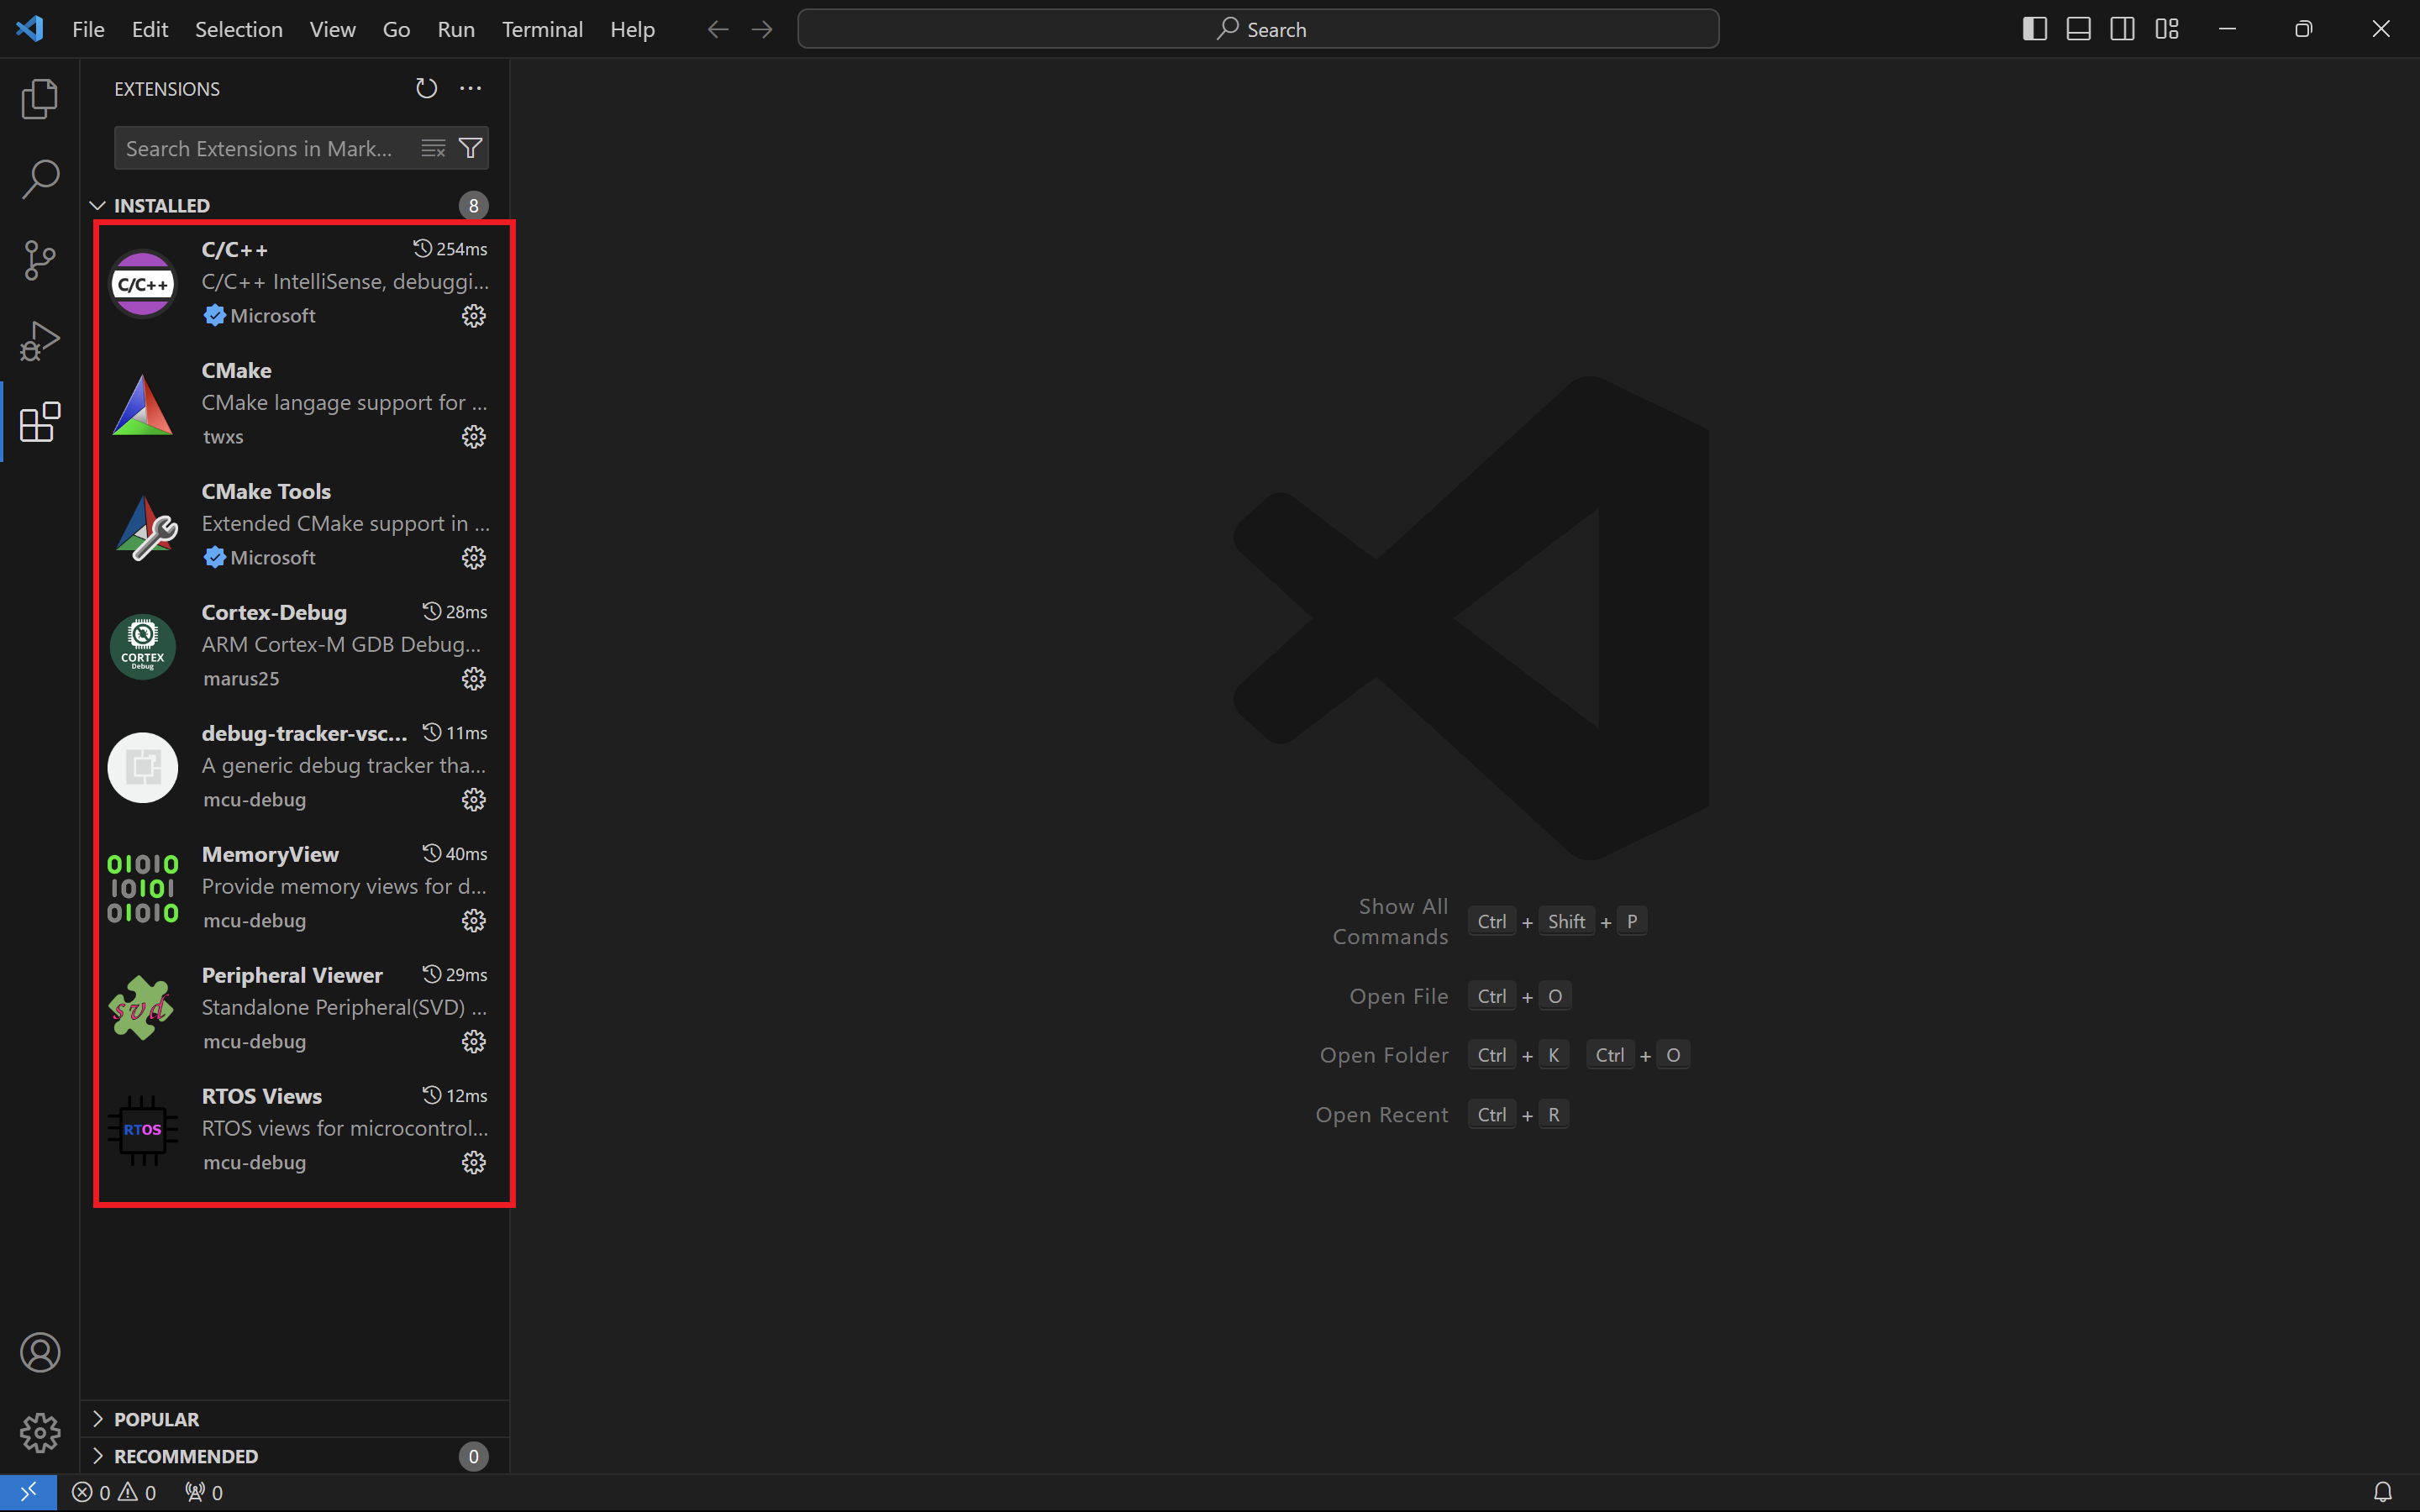 File Edit Selection View Go Run Terminal Help
Search
EXTENSIONS
Search Extensions in Mark...
INSTALLED 8
C/C++ 254ms
C/C++
C/C++ IntelliSense, debuggi...
Microsoft
CMake
CMake langage support for ...
twxs
CMake Tools
Extended CMake support in ...
Microsoft
Cortex-Debug 28ms
CORTEX
Debug
ARM Cortex-M GDB Debug...
marus25
debug-tracker-vsc... 11ms
A generic debug tracker tha...
mcu-debug
MemoryView 40ms
01010
10101
01010
Provide memory views for d...
mcu-debug
Peripheral Viewer 29ms
svd
Standalone Peripheral(SVD) ...
mcu-debug
RTOS Views 12ms
RTOS
RTOS views for microcontrol...
mcu-debug
Show All
Commands
Ctrl + Shift + P
Open File Ctrl + O
Open Folder Ctrl + K Ctrl + O
Open Recent Ctrl + R
POPULAR
RECOMMENDED 0
0 0 0